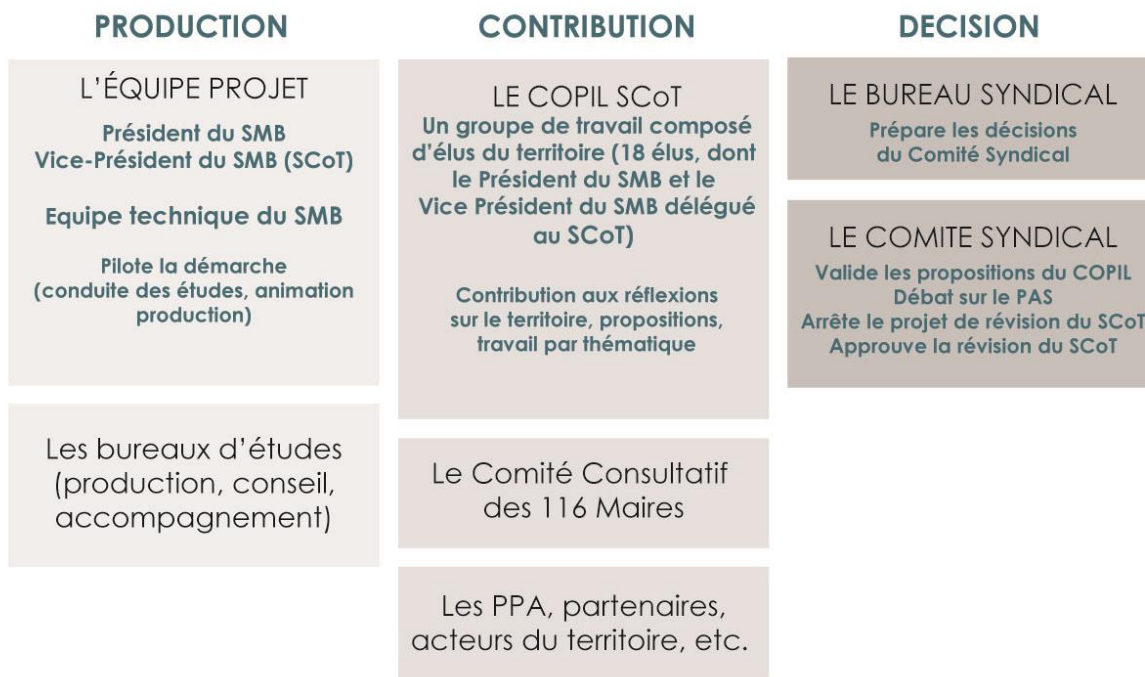 PRODUCTION
L'ÉQUIPE PROJET
Président du SMB
Vice-Président du SMB (SCoT)
Equipe technique du SMB
Pilote la démarche
(conduite des études, animation
production)
Les bureaux d'études
(production, conseil,
accompagnement)
CONTRIBUTION
LE COPIL SCoT
Un groupe de travail composé
d'élus du territoire (18 élus, dont
le Président du SMB et le
Vice Président du SMB délégué
au SCoT)
Contribution aux réflexions
sur le territoire, propositions,
travail par thématique
Le Comité Consultatif
des 116 Maires
Les PPA, partenaires,
acteurs du territoire, etc.
DECISION
LE BUREAU SYNDICAL
Prépare les décisions
du Comité Syndical
LE COMITE SYNDICAL
Valide les propositions du COPIL
Débat sur le PAS
Arrête le projet de révision du SCoT
Approuve la révision du SCoT